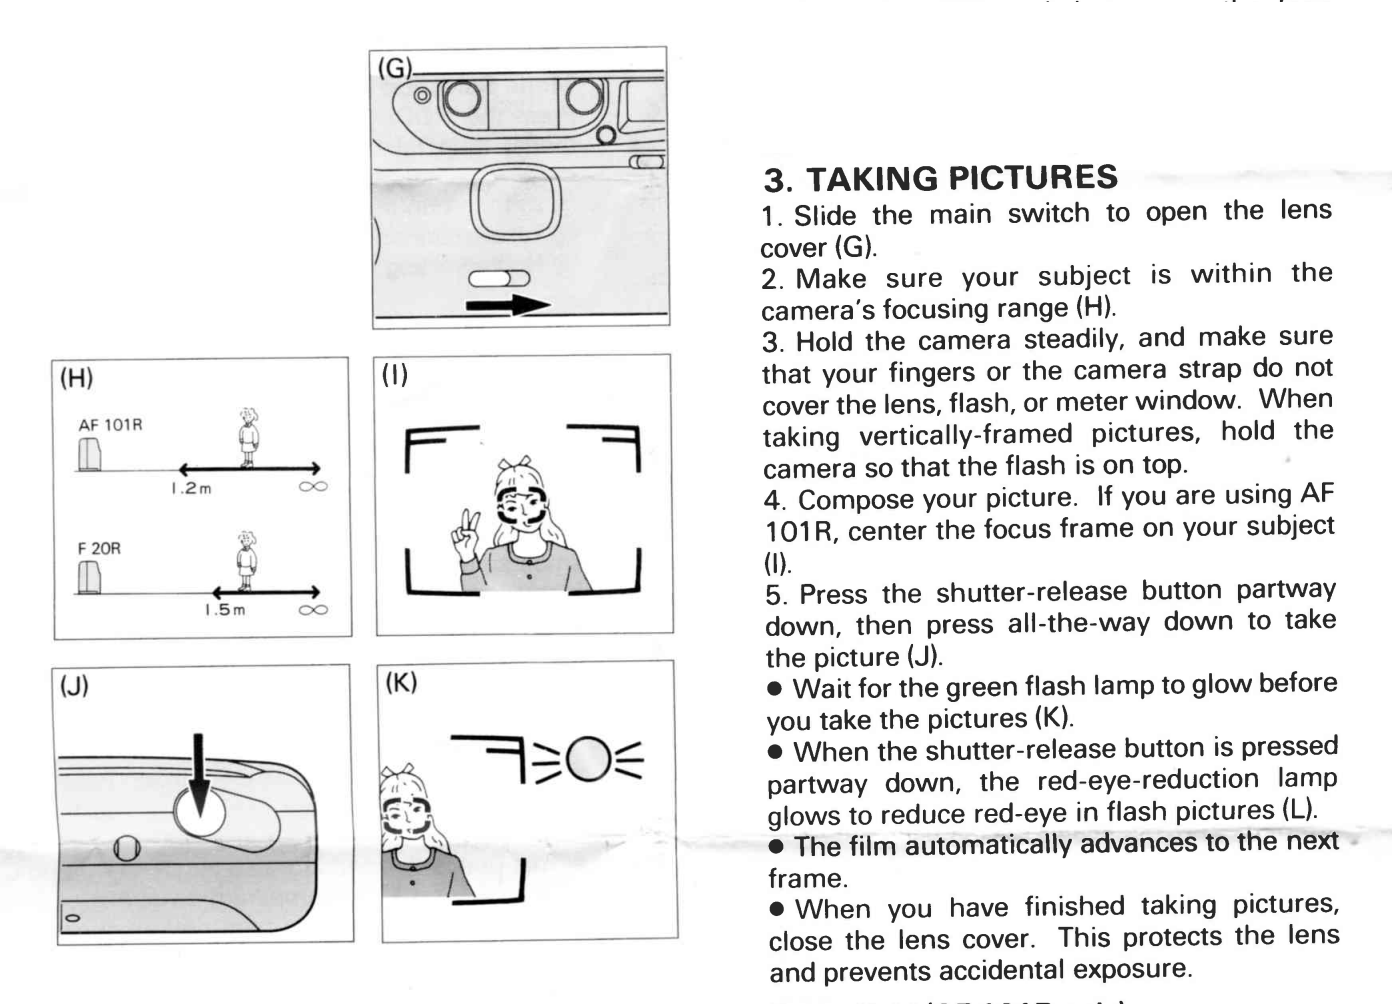 (G)
(H)
AF 101R
1.2m
∞
F 20R
1.5m
∞
(I)
(J)
(K)
3. TAKING PICTURES
1. Slide the main switch to open the lens
cover (G).
2. Make sure your subject is within the
camera's focusing range (H).
3. Hold the camera steadily, and make sure
that your fingers or the camera strap do not
cover the lens, flash, or meter window. When
taking vertically-framed pictures, hold the
camera so that the flash is on top.
4. Compose your picture. If you are using AF
101R, center the focus frame on your subject
(I).
5. Press the shutter-release button partway
down, then press all-the-way down to take
the picture (J).
● Wait for the green flash lamp to glow before
you take the pictures (K).
● When the shutter-release button is pressed
partway down, the red-eye-reduction lamp
glows to reduce red-eye in flash pictures (L).
● The film automatically advances to the next
frame.
● When you have finished taking pictures,
close the lens cover. This protects the lens
and prevents accidental exposure.